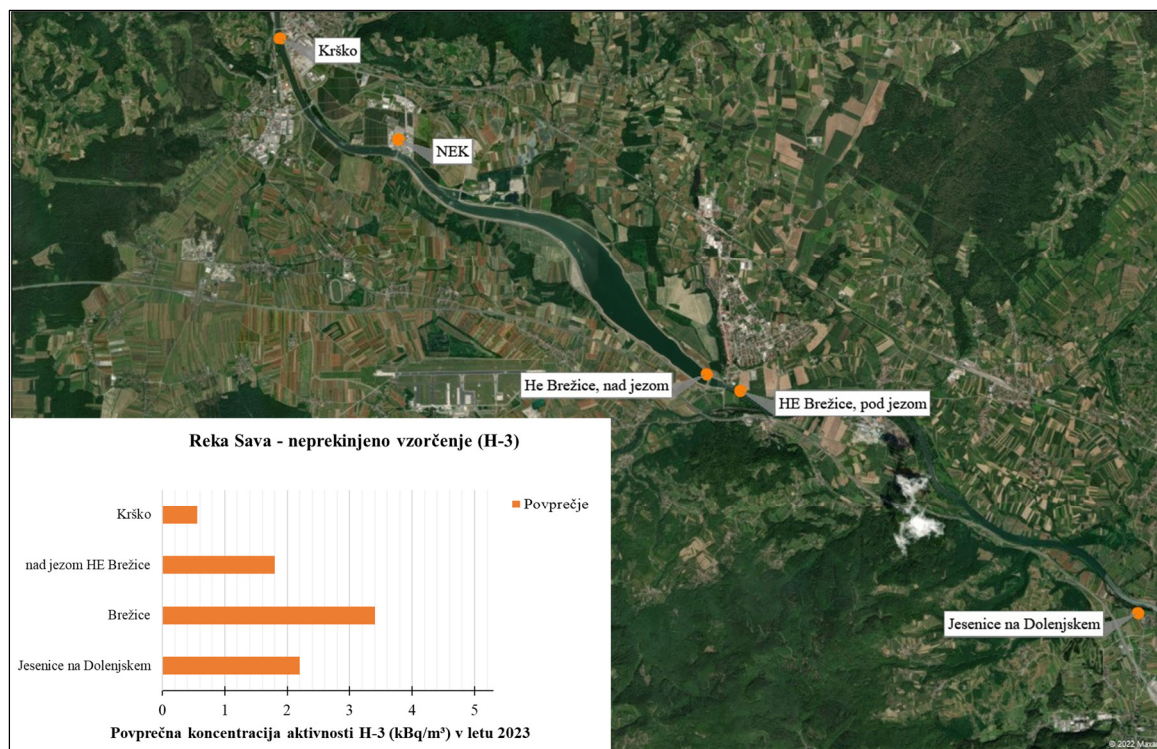 Krško
NEK
He Brežice, nad jezom
HE Brežice, pod jezom
Jesenice na Dolenjskem
Reka Sava - neprekinjeno vzorčenje (H-3)
Povprečje
Krško
nad jezom HE Brežice
Brežice
Jesenice na Dolenjskem
0 1 2 3 4 5
Povprečna koncentracija aktivnosti H-3 (kBq/m³) v letu 2023
© 2022 Maxar